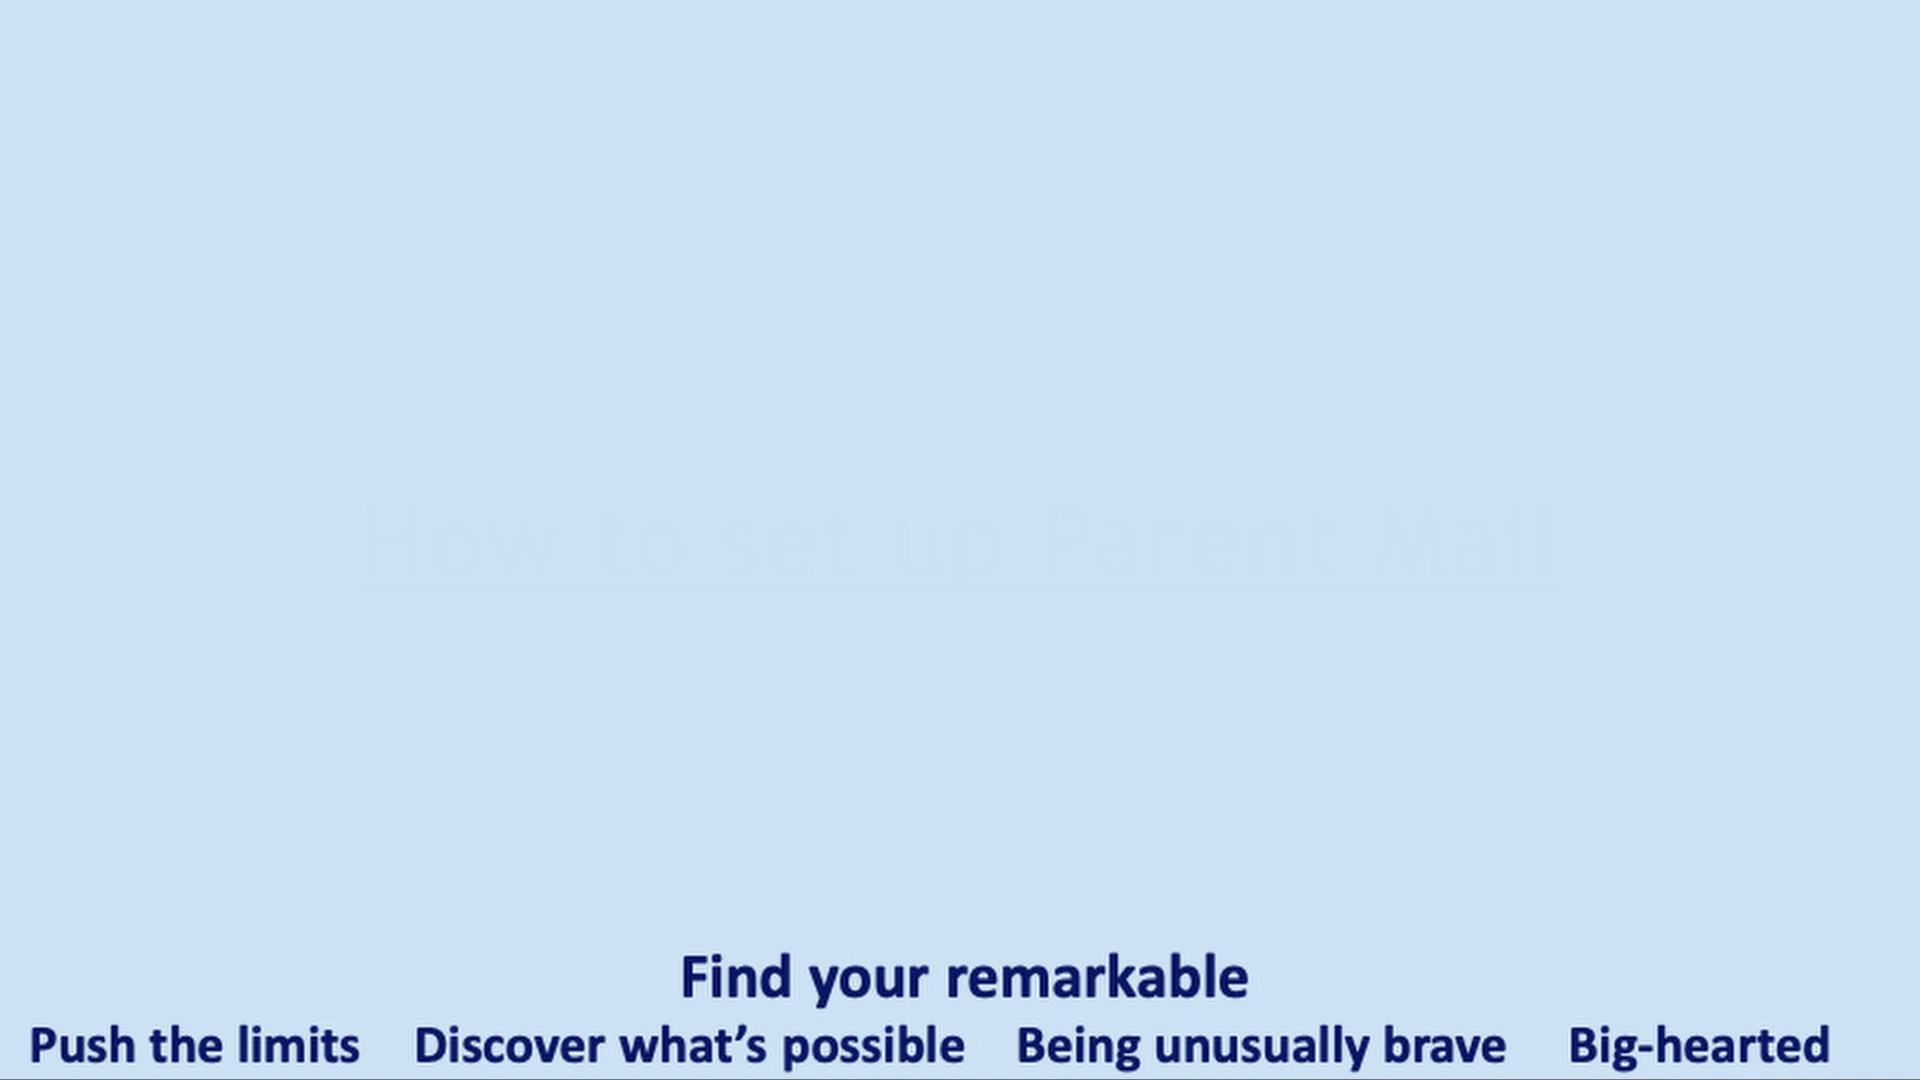 How to set up Parent Mail
Find your remarkable
Push the limits Discover what’s possible Being unusually brave Big-hearted